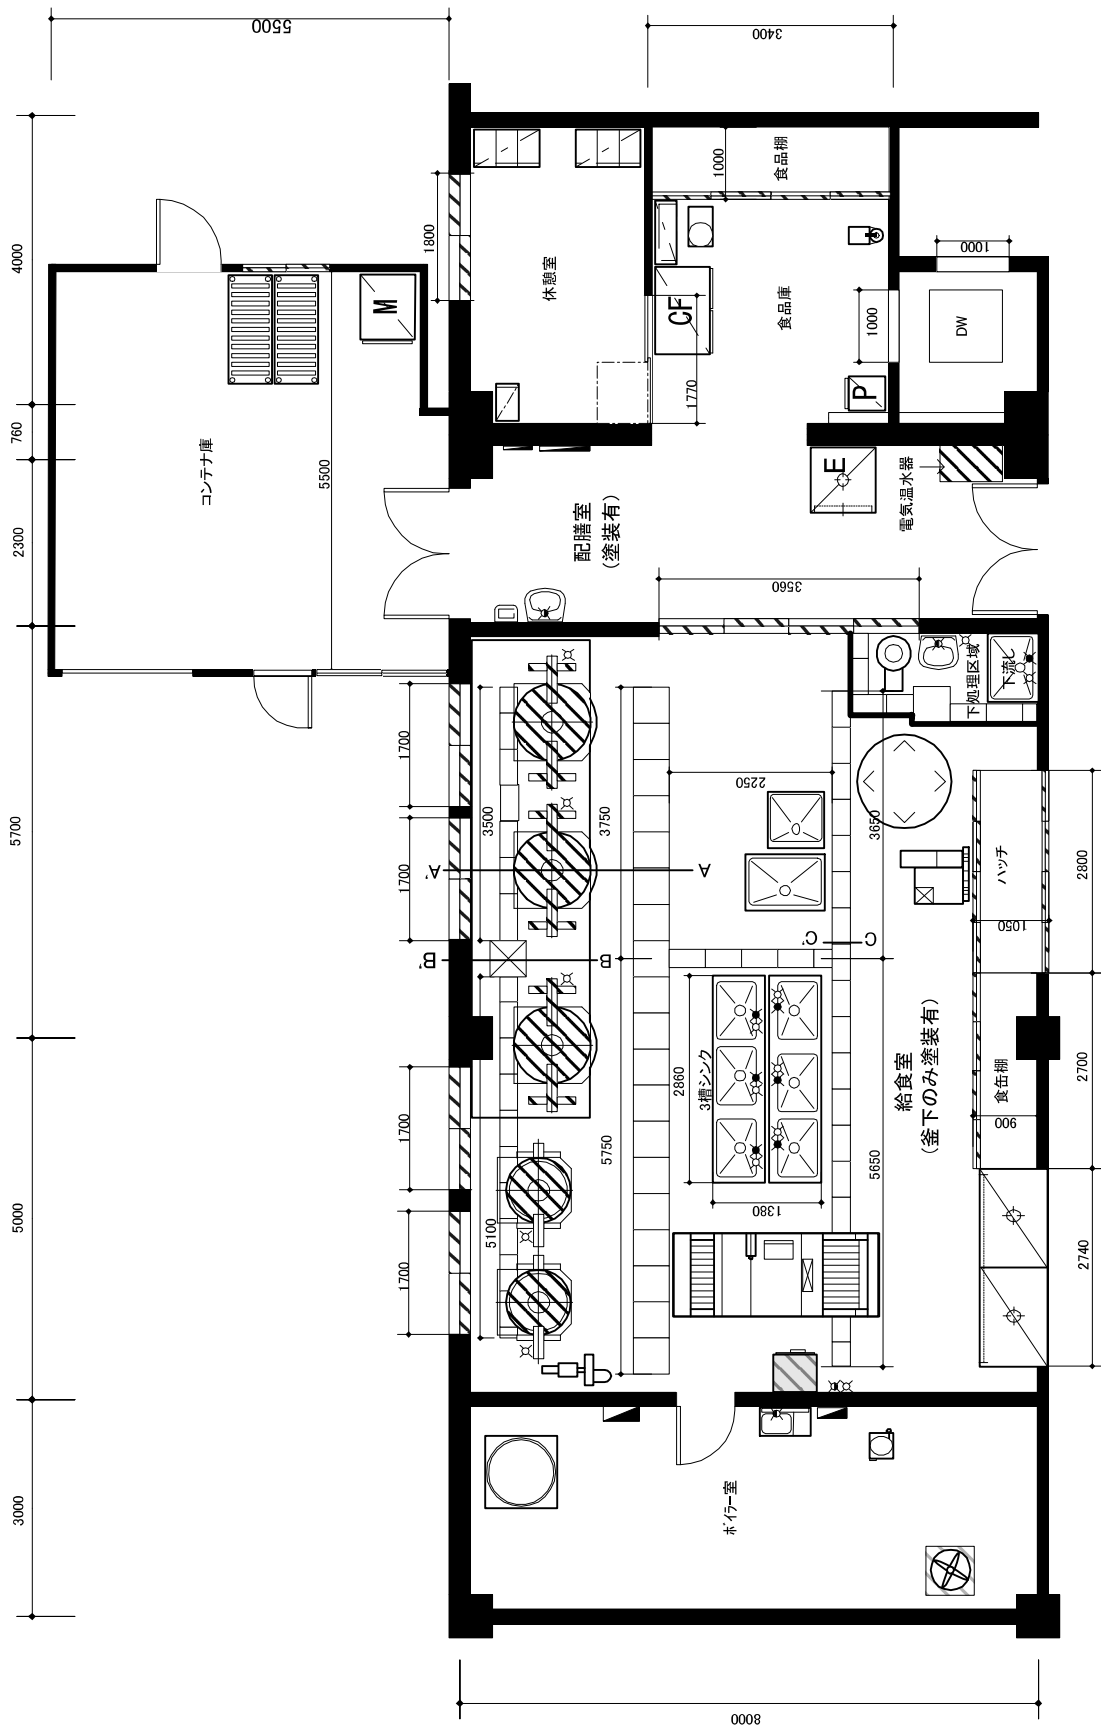 5500
3400
4000
760
2300
5700
5000
3000
8000
コンテナ庫
5500
M
1800
休憩室
1000
食品棚
CF
食品庫
1770
1000
P
1000
DW
配膳室
(塗装有)
E
電気温水器
3560
下処理区域
下流し
1700
1700
1700
1700
3500
3750
5100
5750
A'
A
B'
B
C'
C
2250
3650
2860
3槽シンク
1380
5650
給食室
(釜下のみ塗装有)
ハッチ
1050
2800
食缶棚
900
2700
2740
ボイラー室